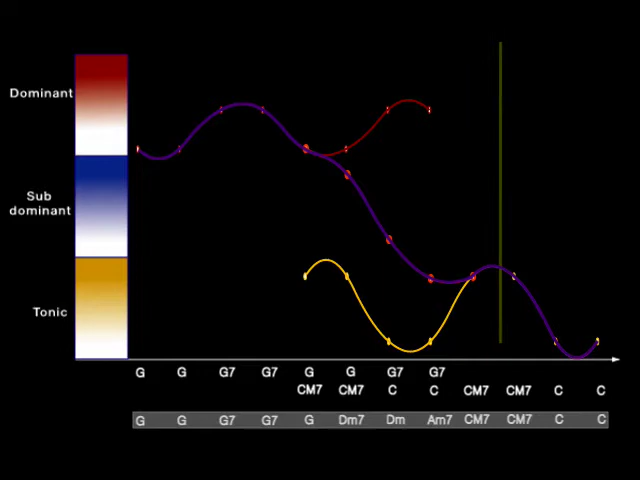 Dominant
Sub
dominant
Tonic
G G G7 G7 G G G7 G7
CM7 CM7 C C CM7 CM7 C C
G G G7 G7 G Dm7 Dm Am7 CM7 CM7 C C